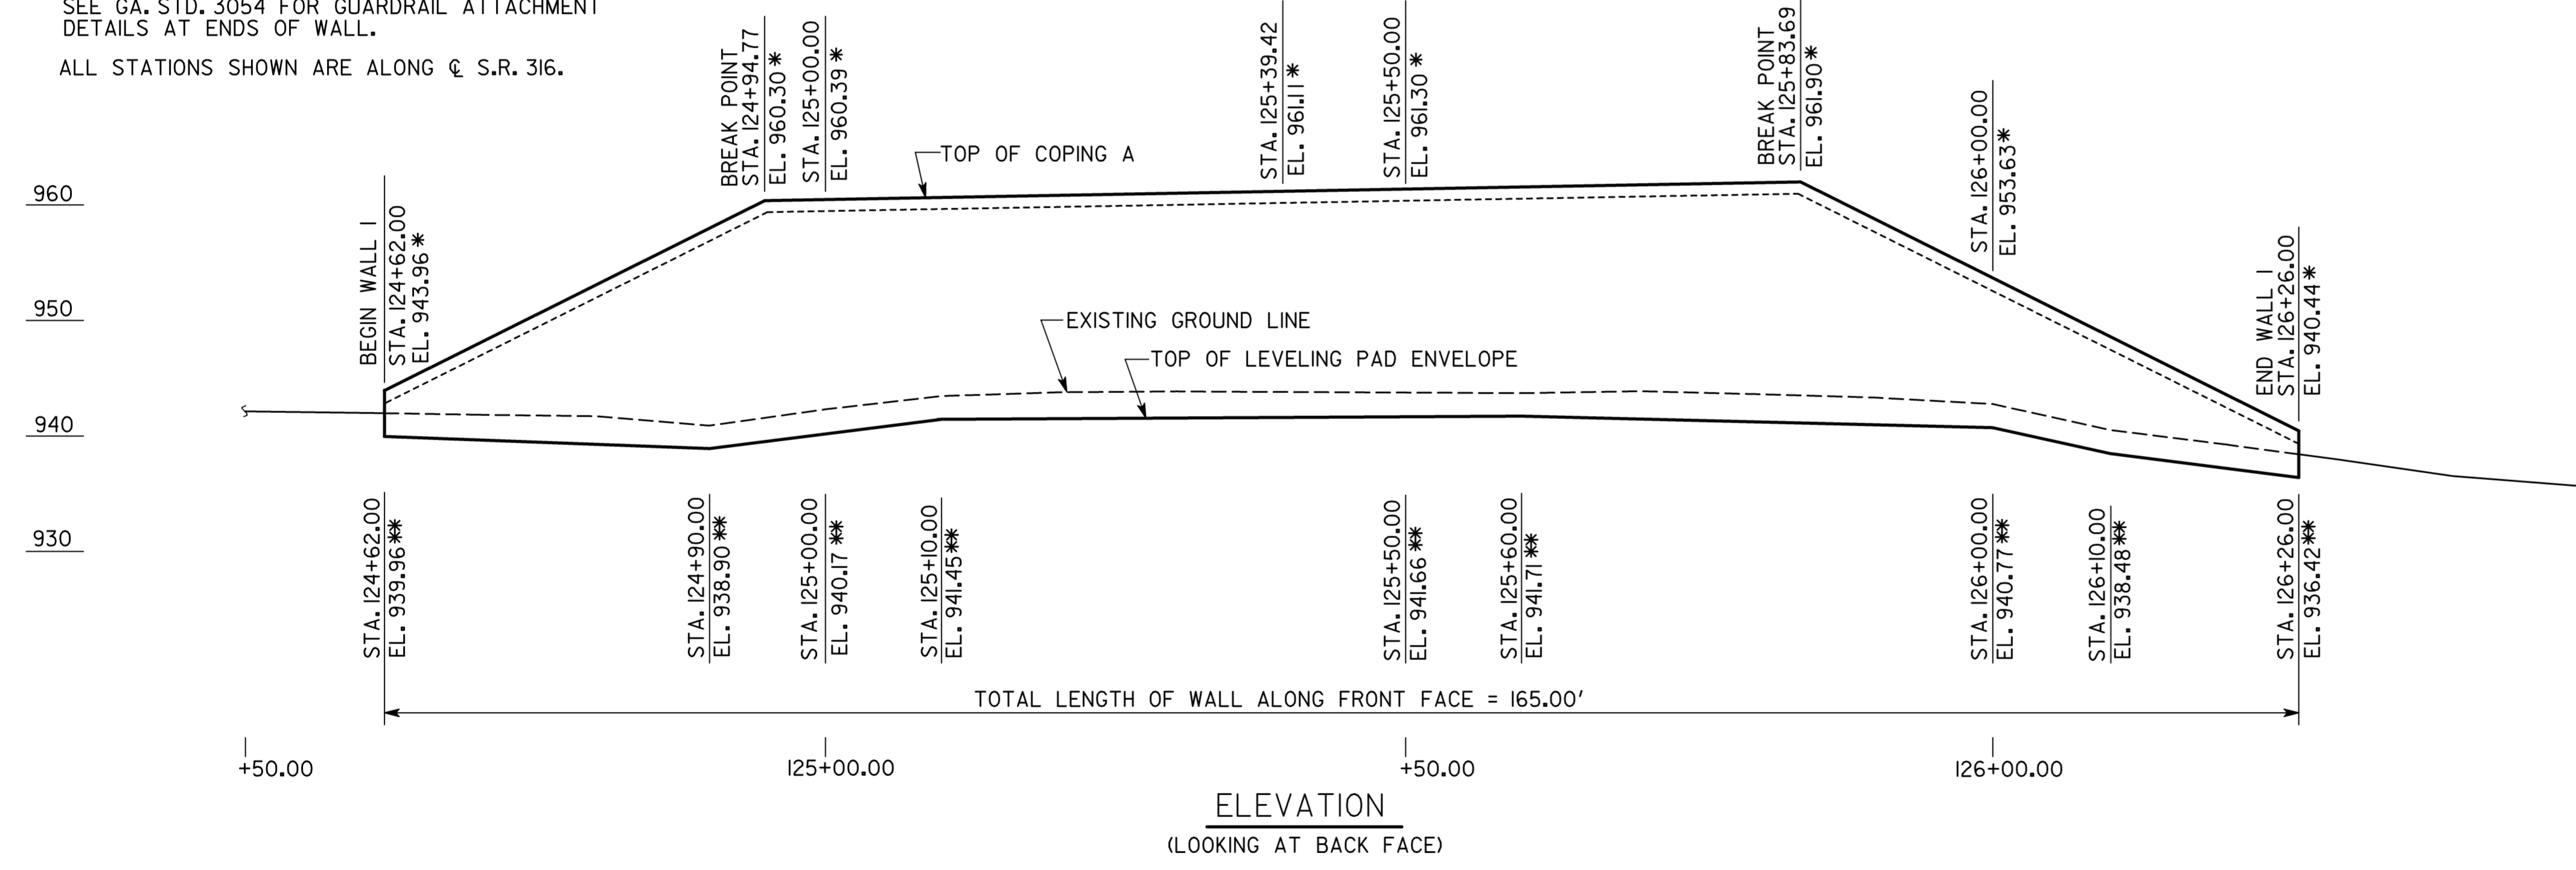 SEE GA. STD. 3054 FOR GUARDRAIL ATTACHMENT
DETAILS AT ENDS OF WALL.
ALL STATIONS SHOWN ARE ALONG ℄ S.R. 316.
BREAK POINT
STA. 124+94.77
EL. 960.30*
STA. 125+00.00
EL. 960.39*
STA. 125+39.42
EL. 961.11*
STA. 125+50.00
EL. 961.30*
BREAK POINT
STA. 125+83.69
EL. 961.90*
STA. 126+00.00
EL. 953.63*
TOP OF COPING A
960
950
940
930
BEGIN WALL 1
STA. 124+62.00
EL. 943.96*
END WALL 1
STA. 126+26.00
EL. 940.44*
EXISTING GROUND LINE
TOP OF LEVELING PAD ENVELOPE
STA. 124+62.00
EL. 939.96**
STA. 124+90.00
EL. 938.90**
STA. 125+00.00
EL. 940.17**
STA. 125+10.00
EL. 941.45**
STA. 125+50.00
EL. 941.66**
STA. 125+60.00
EL. 941.71**
STA. 126+00.00
EL. 940.77**
STA. 126+10.00
EL. 938.48**
STA. 126+26.00
EL. 936.42**
TOTAL LENGTH OF WALL ALONG FRONT FACE = 165.00'
+50.00
125+00.00
+50.00
126+00.00
ELEVATION
(LOOKING AT BACK FACE)